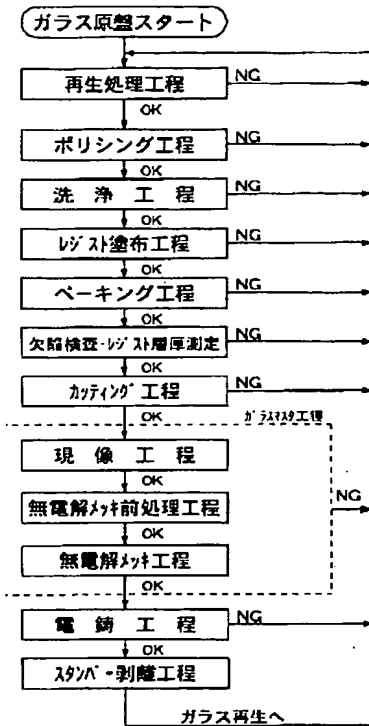 ガラス原盤スタート
再生処理工程
NG
OK
ポリシング工程
NG
OK
洗浄工程
NG
OK
レジスト塗布工程
NG
OK
ベーキング工程
NG
OK
欠陥検査・レジスト層厚測定
NG
OK
カッティング工程
NG
OK
ガラスマスタ工程
現像工程
OK
無電解メッキ前処理工程
NG
OK
無電解メッキ工程
OK
電鋳工程
NG
OK
スタンパー剥離工程
ガラス再生へ